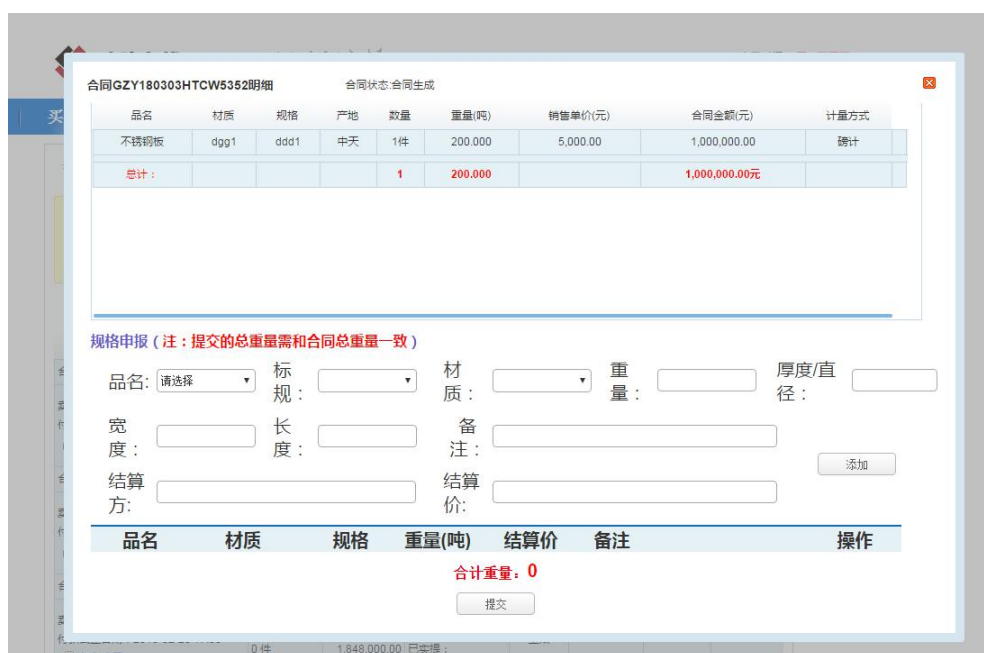 合同GZY180303HTCW5352明细 合同状态:合同生成
买
品名 材质 规格 产地 数量 重量(吨) 销售单价(元) 合同金额(元) 计量方式
不锈钢板 dgg1 ddd1 中天 1件 200.000 5,000.00 1,000,000.00 磅计
总计： 1 200.000 1,000,000.00元
规格申报（注：提交的总重量需和合同总重量一致）
品名: 请选择 标规： 材质： 重量： 厚度/直径：
宽度： 长度： 备注：
添加
结算方: 结算价:
品名 材质 规格 重量(吨) 结算价 备注 操作
合计重量：0
提交
0 件 1,848,000.00 已实提：